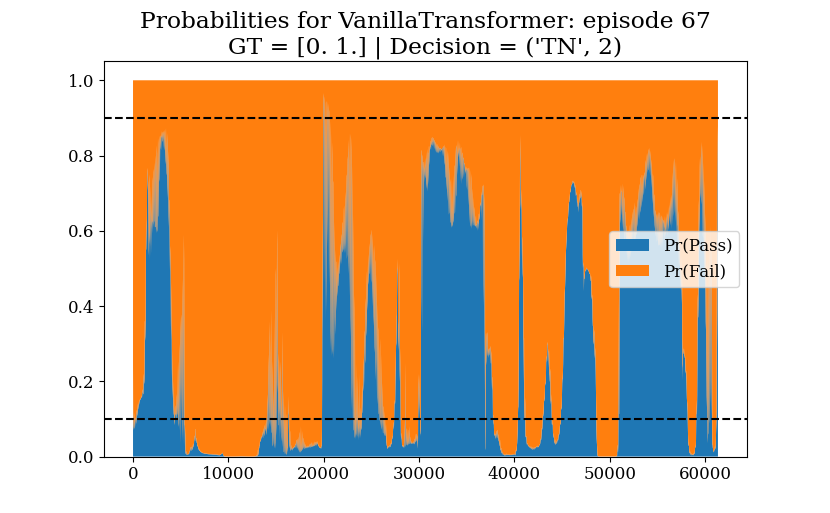 Probabilities for VanillaTransformer: episode 67
GT = [0. 1.] | Decision = ('TN', 2)
1.0
0.8
0.6
0.4
0.2
0.0
Pr(Pass)
Pr(Fail)
0 10000 20000 30000 40000 50000 60000